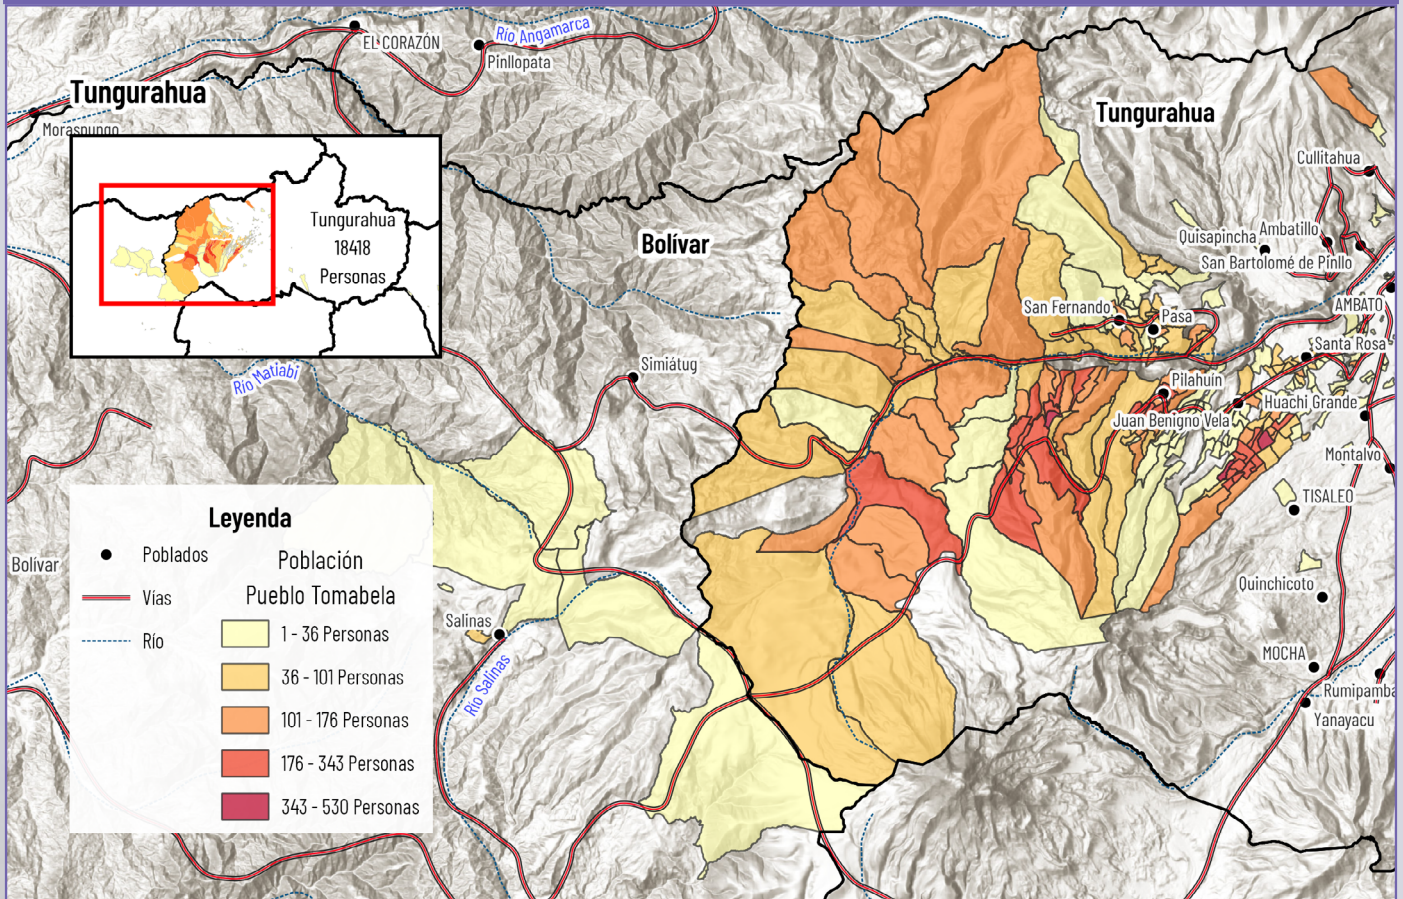 EL CORAZÓN
Río Angamarca
Pinllopata
Tungurahua
Moraspungo
Tungurahua
18418
Personas
Tungurahua
Cullitahua
Bolívar
Quisapincha
Ambatillo
San Bartolomé de Pinllo
AMBATO
San Fernando
Pasa
Santa Rosa
Simiátug
Río Matiabí
Pilahuín
Huachi Grande
Juan Benigno Vela
Montalvo
TISALEO
Quinchicoto
MOCHA
Rumipamba
Yanayacu
Bolívar
Salinas
Río Salinas
Leyenda
Poblados
Vías
Río
Población
Pueblo Tomabela
1 - 36 Personas
36 - 101 Personas
101 - 176 Personas
176 - 343 Personas
343 - 530 Personas